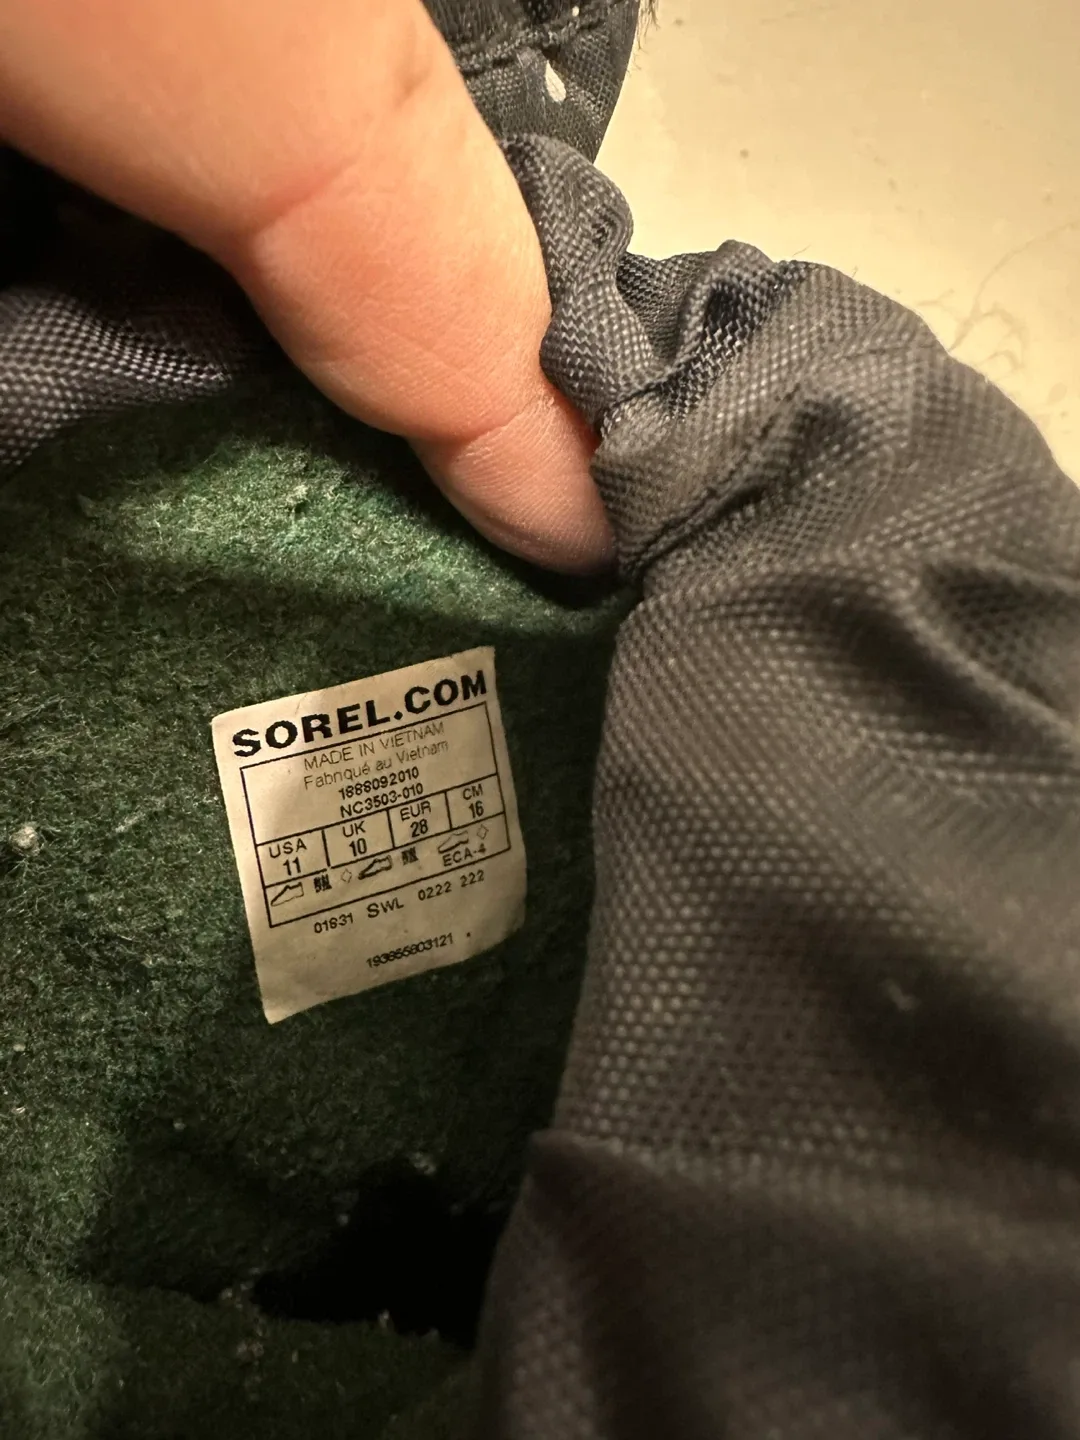 SOREL.COM
MADE IN VIETNAM
Fabriqué au Vietnam
1888092010
NC3503-010
USA UK EUR CM
11 10 28 16
ECA-4
01831 SWL 0222 222
193855803121